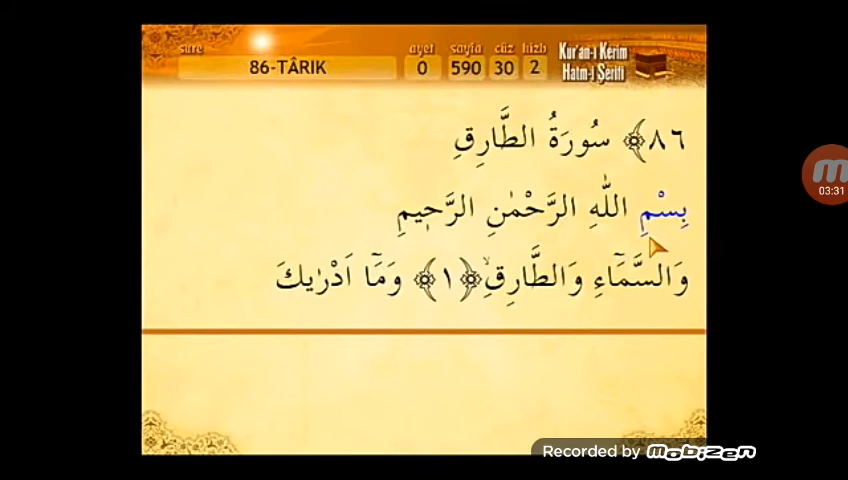 sure ayet sayfa cüz hizb
86-TÂRIK 0 590 30 2
Kur'an-ı Kerim
Hatm-i Şerifi
﴿٨٦ سُورَةُ الطَّارِقِ
بِسْمِ اللّٰهِ الرَّحْمٰنِ الرَّح۪يمِ
وَالسَّمَٓاءِ وَالطَّارِقِۙ ﴿١﴾ وَمَٓا اَدْرٰيكَ
03:31
Recorded by MOBIZEN